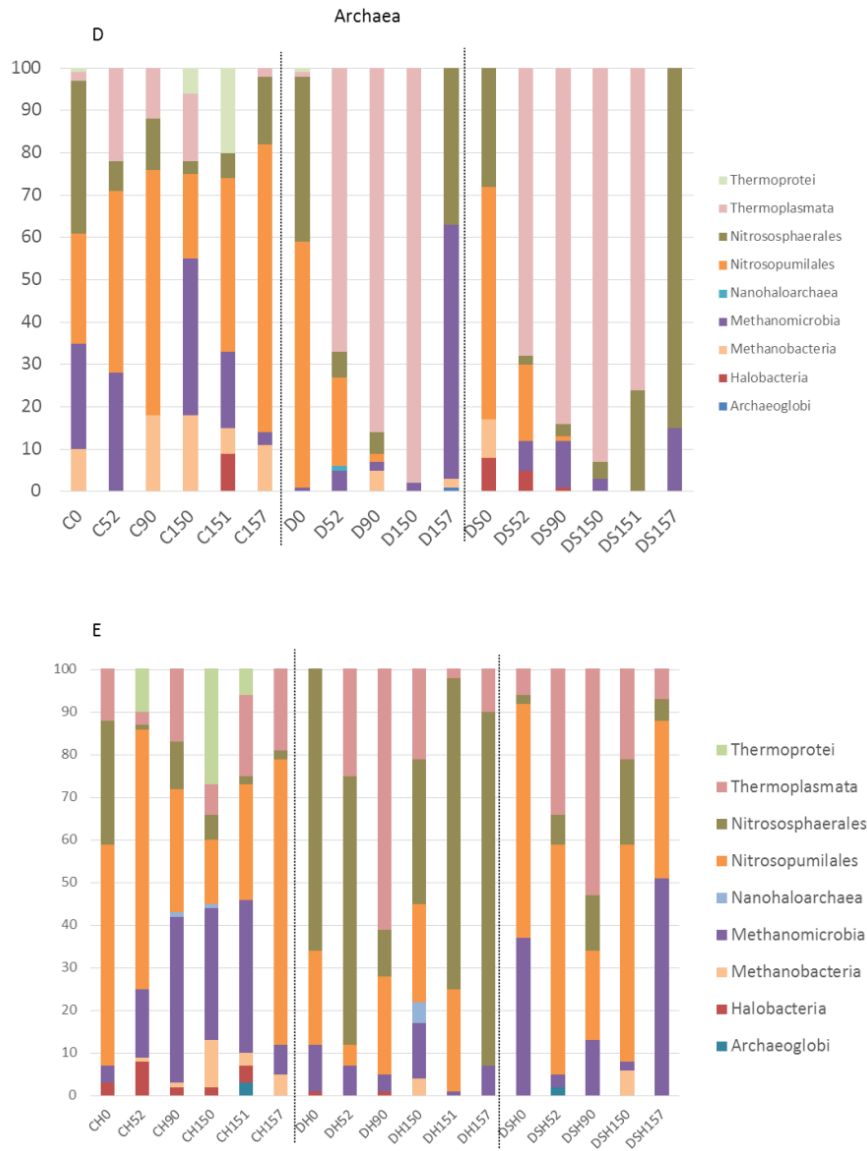 Archaea
D
100
90
80
70
60
50
40
30
20
10
0
C0 C52 C90 C150 C151 C157 D0 D52 D90 D150 D157 DS0 DS52 DS90 DS150 DS151 DS157
Thermoprotei
Thermoplasmata
Nitrososphaerales
Nitrosopumilales
Nanohaloarchaea
Methanomicrobia
Methanobacteria
Halobacteria
Archaeoglobi
E
100
90
80
70
60
50
40
30
20
10
0
CH0 CH52 CH90 CH150 CH151 CH157 DH0 DH52 DH90 DH150 DH151 DH157 DSH0 DSH52 DSH90 DSH150 DSH157
Thermoprotei
Thermoplasmata
Nitrososphaerales
Nitrosopumilales
Nanohaloarchaea
Methanomicrobia
Methanobacteria
Halobacteria
Archaeoglobi